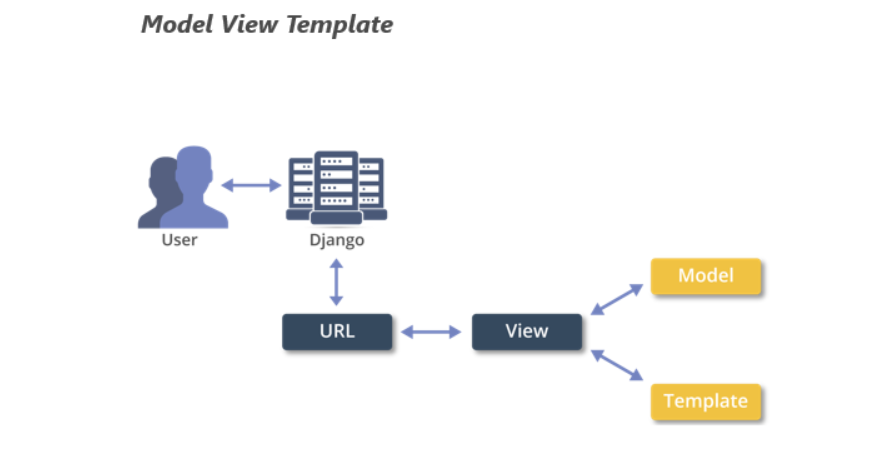 Model View Template
User
Django
Model
URL
View
Template